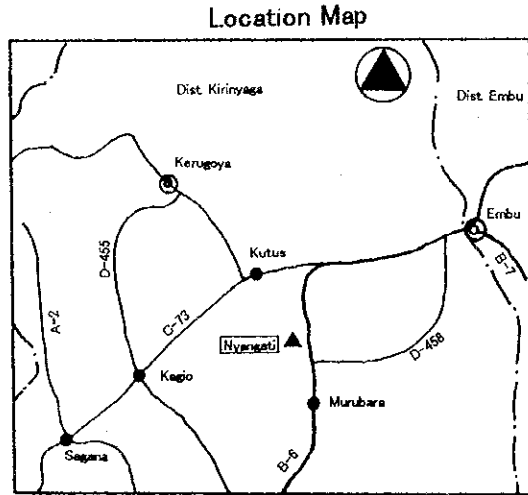 Location Map
Dist. Kirinyaga
Dist. Embu
Kerugoya
Embu
D-455
Kutus
B-7
A-2
C-73
Nyangati
D-458
Kagio
Murubara
Sagana
B-6